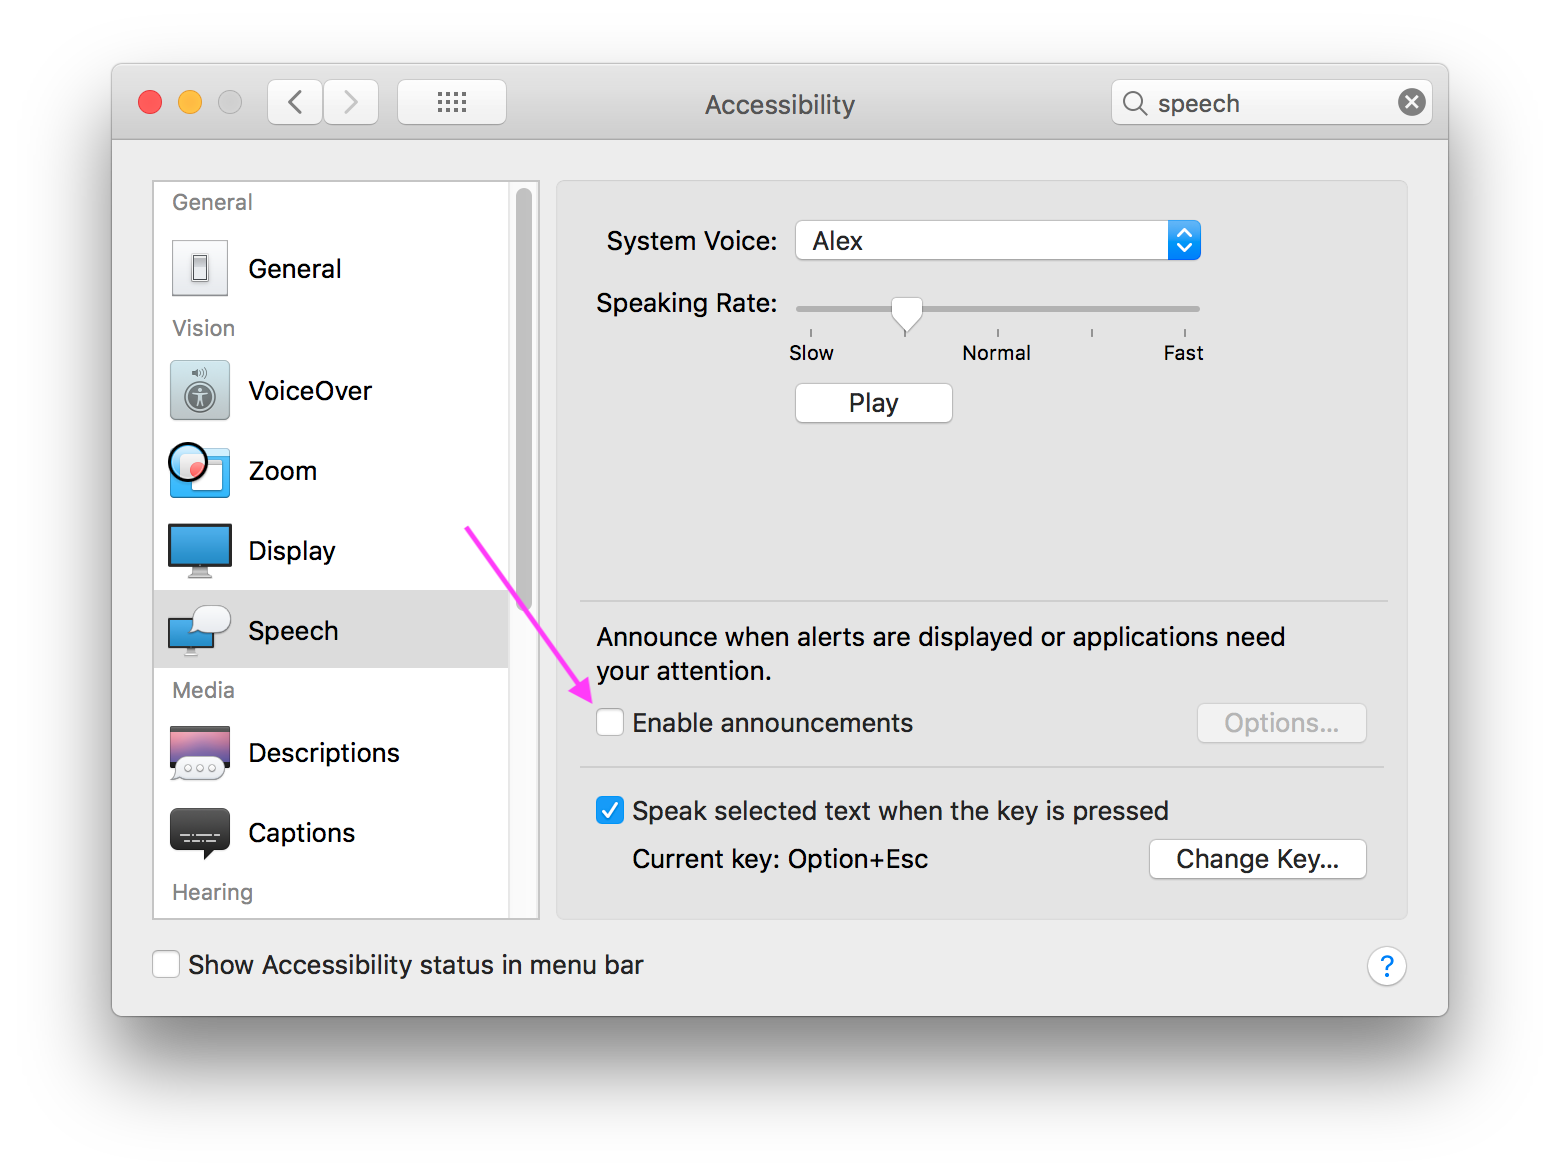 Accessibility
speech
General
General
Vision
VoiceOver
Zoom
Display
Speech
Media
Descriptions
Captions
Hearing
System Voice: Alex
Speaking Rate:
Slow Normal Fast
Play
Announce when alerts are displayed or applications need
your attention.
Enable announcements Options...
Speak selected text when the key is pressed
Current key: Option+Esc Change Key...
Show Accessibility status in menu bar ?